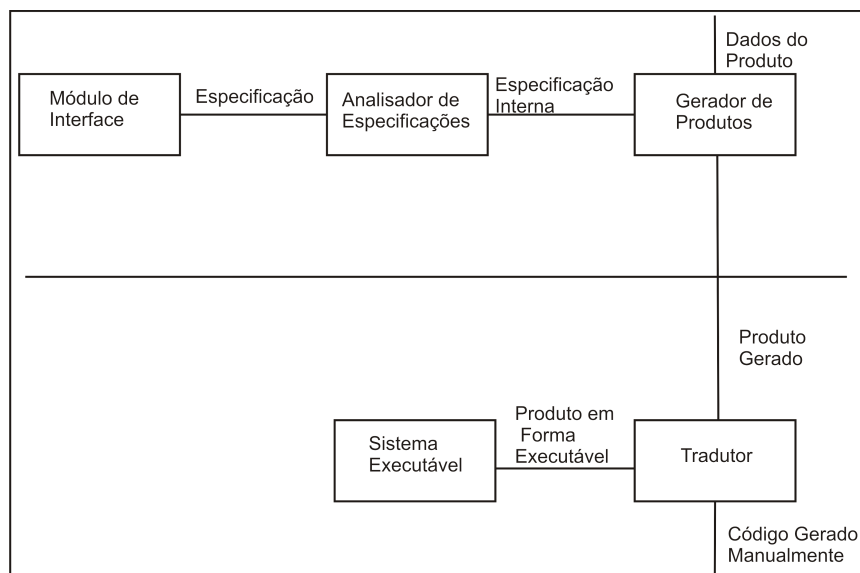 Dados do
Produto
Módulo de
Interface
Especificação
Analisador de
Especificações
Especificação
Interna
Gerador de
Produtos
Produto
Gerado
Sistema
Executável
Produto em
Forma
Executável
Tradutor
Código Gerado
Manualmente